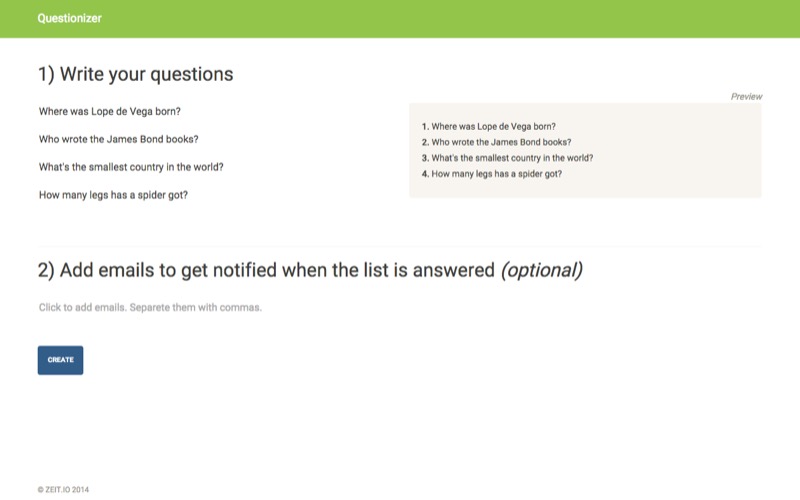 Questionizer
1) Write your questions
Where was Lope de Vega born?
Who wrote the James Bond books?
What's the smallest country in the world?
How many legs has a spider got?
Preview
1. Where was Lope de Vega born?
2. Who wrote the James Bond books?
3. What's the smallest country in the world?
4. How many legs has a spider got?
2) Add emails to get notified when the list is answered (optional)
Click to add emails. Separete them with commas.
CREATE
© ZEIT.IO 2014